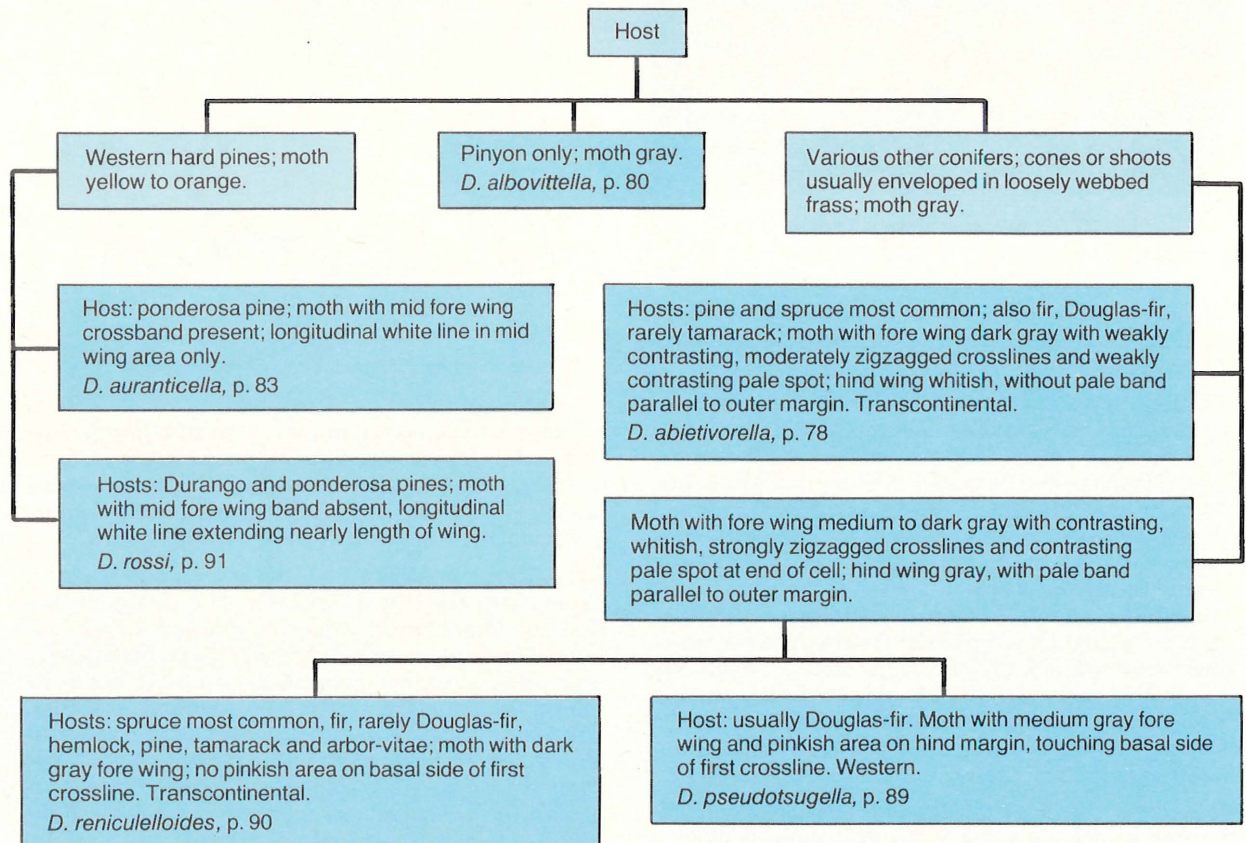 Host
Western hard pines; moth
yellow to orange.
Pinyon only; moth gray.
D. albovittella, p. 80
Various other conifers; cones or shoots
usually enveloped in loosely webbed
frass; moth gray.
Host: ponderosa pine; moth with mid fore wing
crossband present; longitudinal white line in mid
wing area only.
D. auranticella, p. 83
Hosts: pine and spruce most common; also fir, Douglas-fir,
rarely tamarack; moth with fore wing dark gray with weakly
contrasting, moderately zigzagged crosslines and weakly
contrasting pale spot; hind wing whitish, without pale band
parallel to outer margin. Transcontinental.
D. abietivorella, p. 78
Hosts: Durango and ponderosa pines; moth
with mid fore wing band absent, longitudinal
white line extending nearly length of wing.
D. rossi, p. 91
Moth with fore wing medium to dark gray with contrasting,
whitish, strongly zigzagged crosslines and contrasting
pale spot at end of cell; hind wing gray, with pale band
parallel to outer margin.
Hosts: spruce most common, fir, rarely Douglas-fir,
hemlock, pine, tamarack and arbor-vitae; moth with dark
gray fore wing; no pinkish area on basal side of first
crossline. Transcontinental.
D. reniculelloides, p. 90
Host: usually Douglas-fir. Moth with medium gray fore
wing and pinkish area on hind margin, touching basal side
of first crossline. Western.
D. pseudotsugella, p. 89